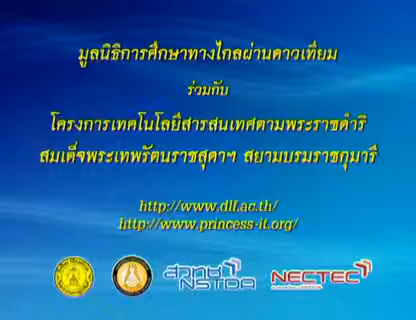 มูลนิธิการศึกษาทางไกลผ่านดาวเทียม
ร่วมกับ
โครงการเทคโนโลยีสารสนเทศตามพระราชดำริ
สมเด็จพระเทพรัตนราชสุดาฯ สยามบรมราชกุมารี
http://www.dlf.ac.th/
http://www.princess-it.org/
สวทช
NSTDA
NECTEC